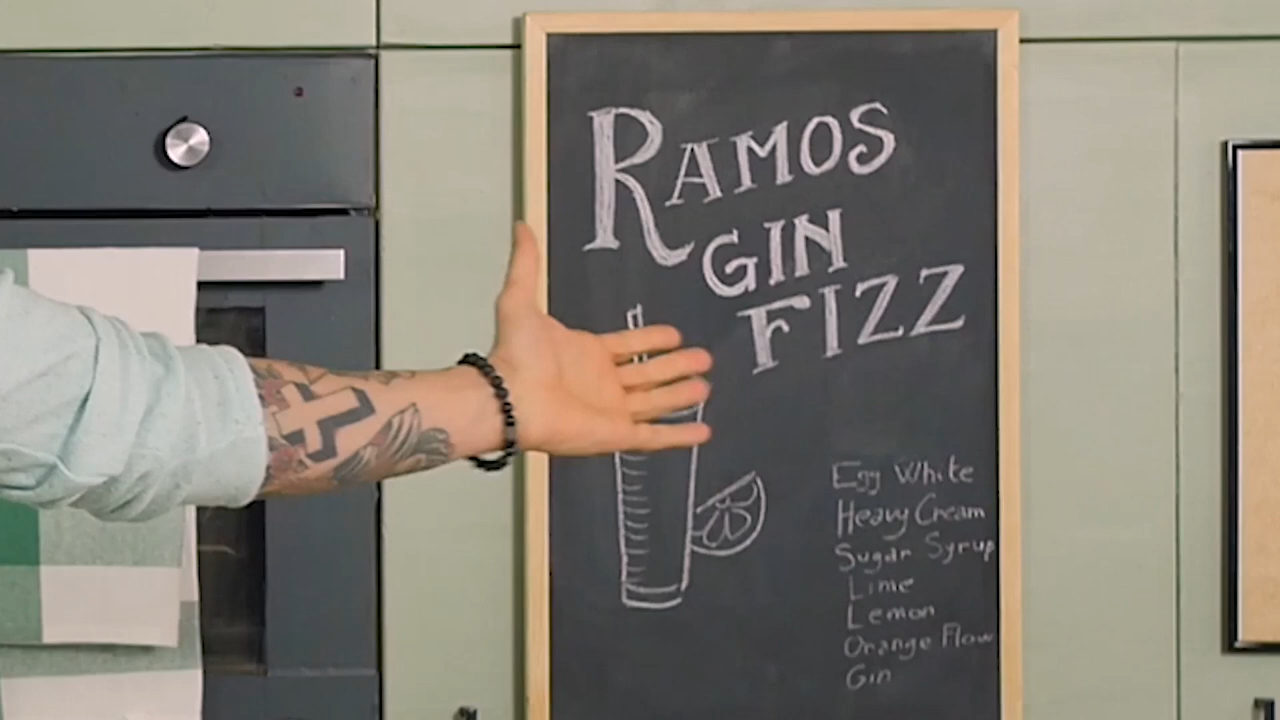 RAMOS
GIN
FIZZ
Egg White
Heavy Cream
Sugar Syrup
Lime
Lemon
Orange Flow
Gin